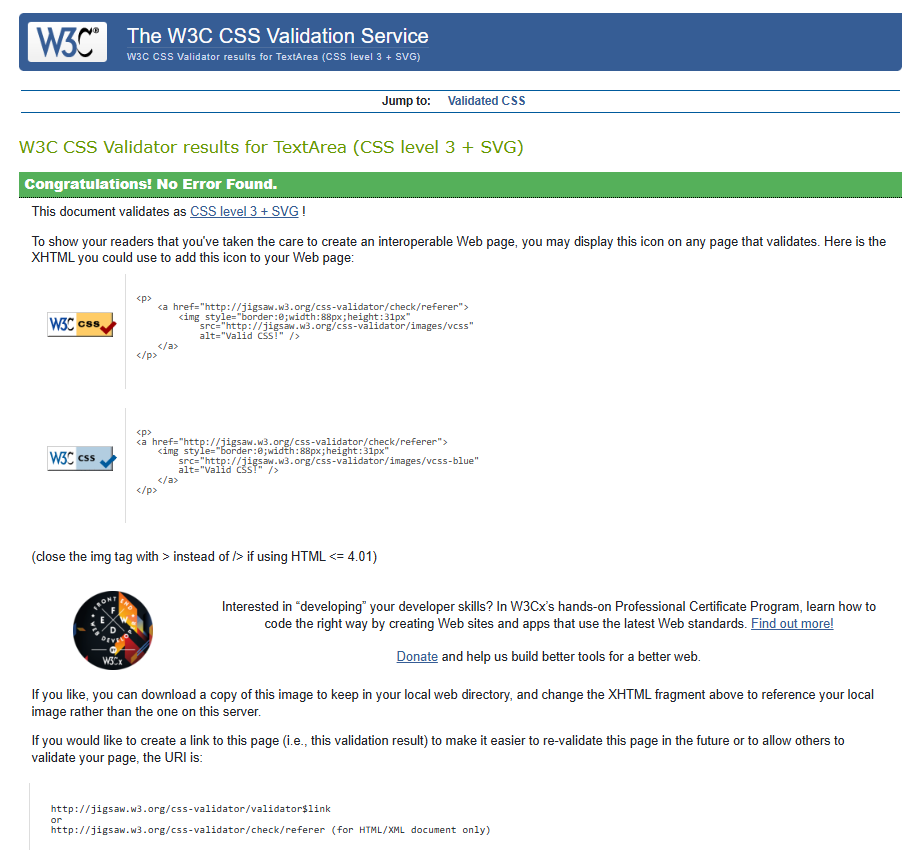 W3C®
The W3C CSS Validation Service
W3C CSS Validator results for TextArea (CSS level 3 + SVG)
Jump to: Validated CSS
W3C CSS Validator results for TextArea (CSS level 3 + SVG)
Congratulations! No Error Found.
This document validates as CSS level 3 + SVG !
To show your readers that you've taken the care to create an interoperable Web page, you may display this icon on any page that validates. Here is the
XHTML you could use to add this icon to your Web page:
W3C css
<p>
    <a href="http://jigsaw.w3.org/css-validator/check/referer">
        <img style="border:0;width:88px;height:31px"
            src="http://jigsaw.w3.org/css-validator/images/vcss"
            alt="Valid CSS!" />
    </a>
</p>
W3C css
<p>
<a href="http://jigsaw.w3.org/css-validator/check/referer">
    <img style="border:0;width:88px;height:31px"
        src="http://jigsaw.w3.org/css-validator/images/vcss-blue"
        alt="Valid CSS!" />
    </a>
</p>
(close the img tag with > instead of /> if using HTML <= 4.01)
FRONT END
WEB DEVELOPER
F
E W
D
W3Cx
Interested in “developing” your developer skills? In W3Cx’s hands-on Professional Certificate Program, learn how to
code the right way by creating Web sites and apps that use the latest Web standards. Find out more!
Donate and help us build better tools for a better web.
If you like, you can download a copy of this image to keep in your local web directory, and change the XHTML fragment above to reference your local
image rather than the one on this server.
If you would like to create a link to this page (i.e., this validation result) to make it easier to re-validate this page in the future or to allow others to
validate your page, the URI is:
http://jigsaw.w3.org/css-validator/validator$link
or
http://jigsaw.w3.org/css-validator/check/referer (for HTML/XML document only)